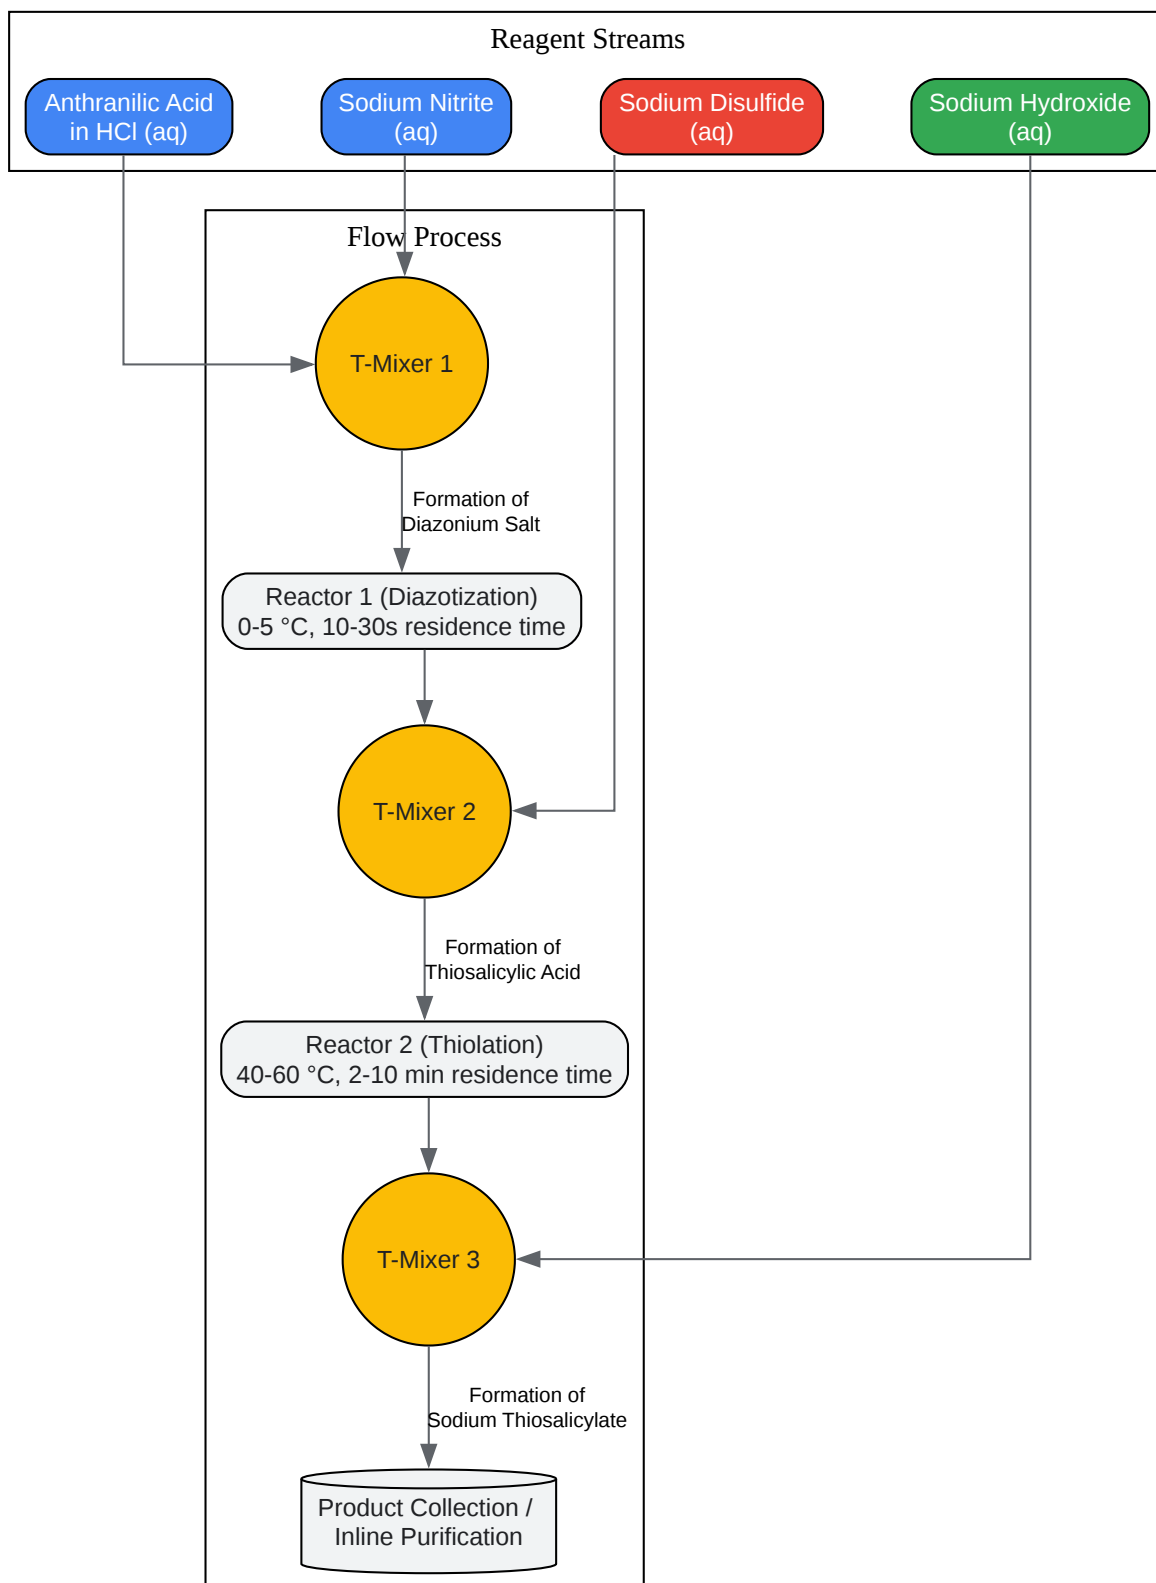 Reagent Streams
Anthranilic Acid
in HCl (aq)
Sodium Nitrite
(aq)
Sodium Disulfide
(aq)
Sodium Hydroxide
(aq)
Flow Process
T-Mixer 1
Formation of
Diazonium Salt
Reactor 1 (Diazotization)
0-5 °C, 10-30s residence time
T-Mixer 2
Formation of
Thiosalicylic Acid
Reactor 2 (Thiolation)
40-60 °C, 2-10 min residence time
T-Mixer 3
Formation of
Sodium Thiosalicylate
Product Collection /
Inline Purification